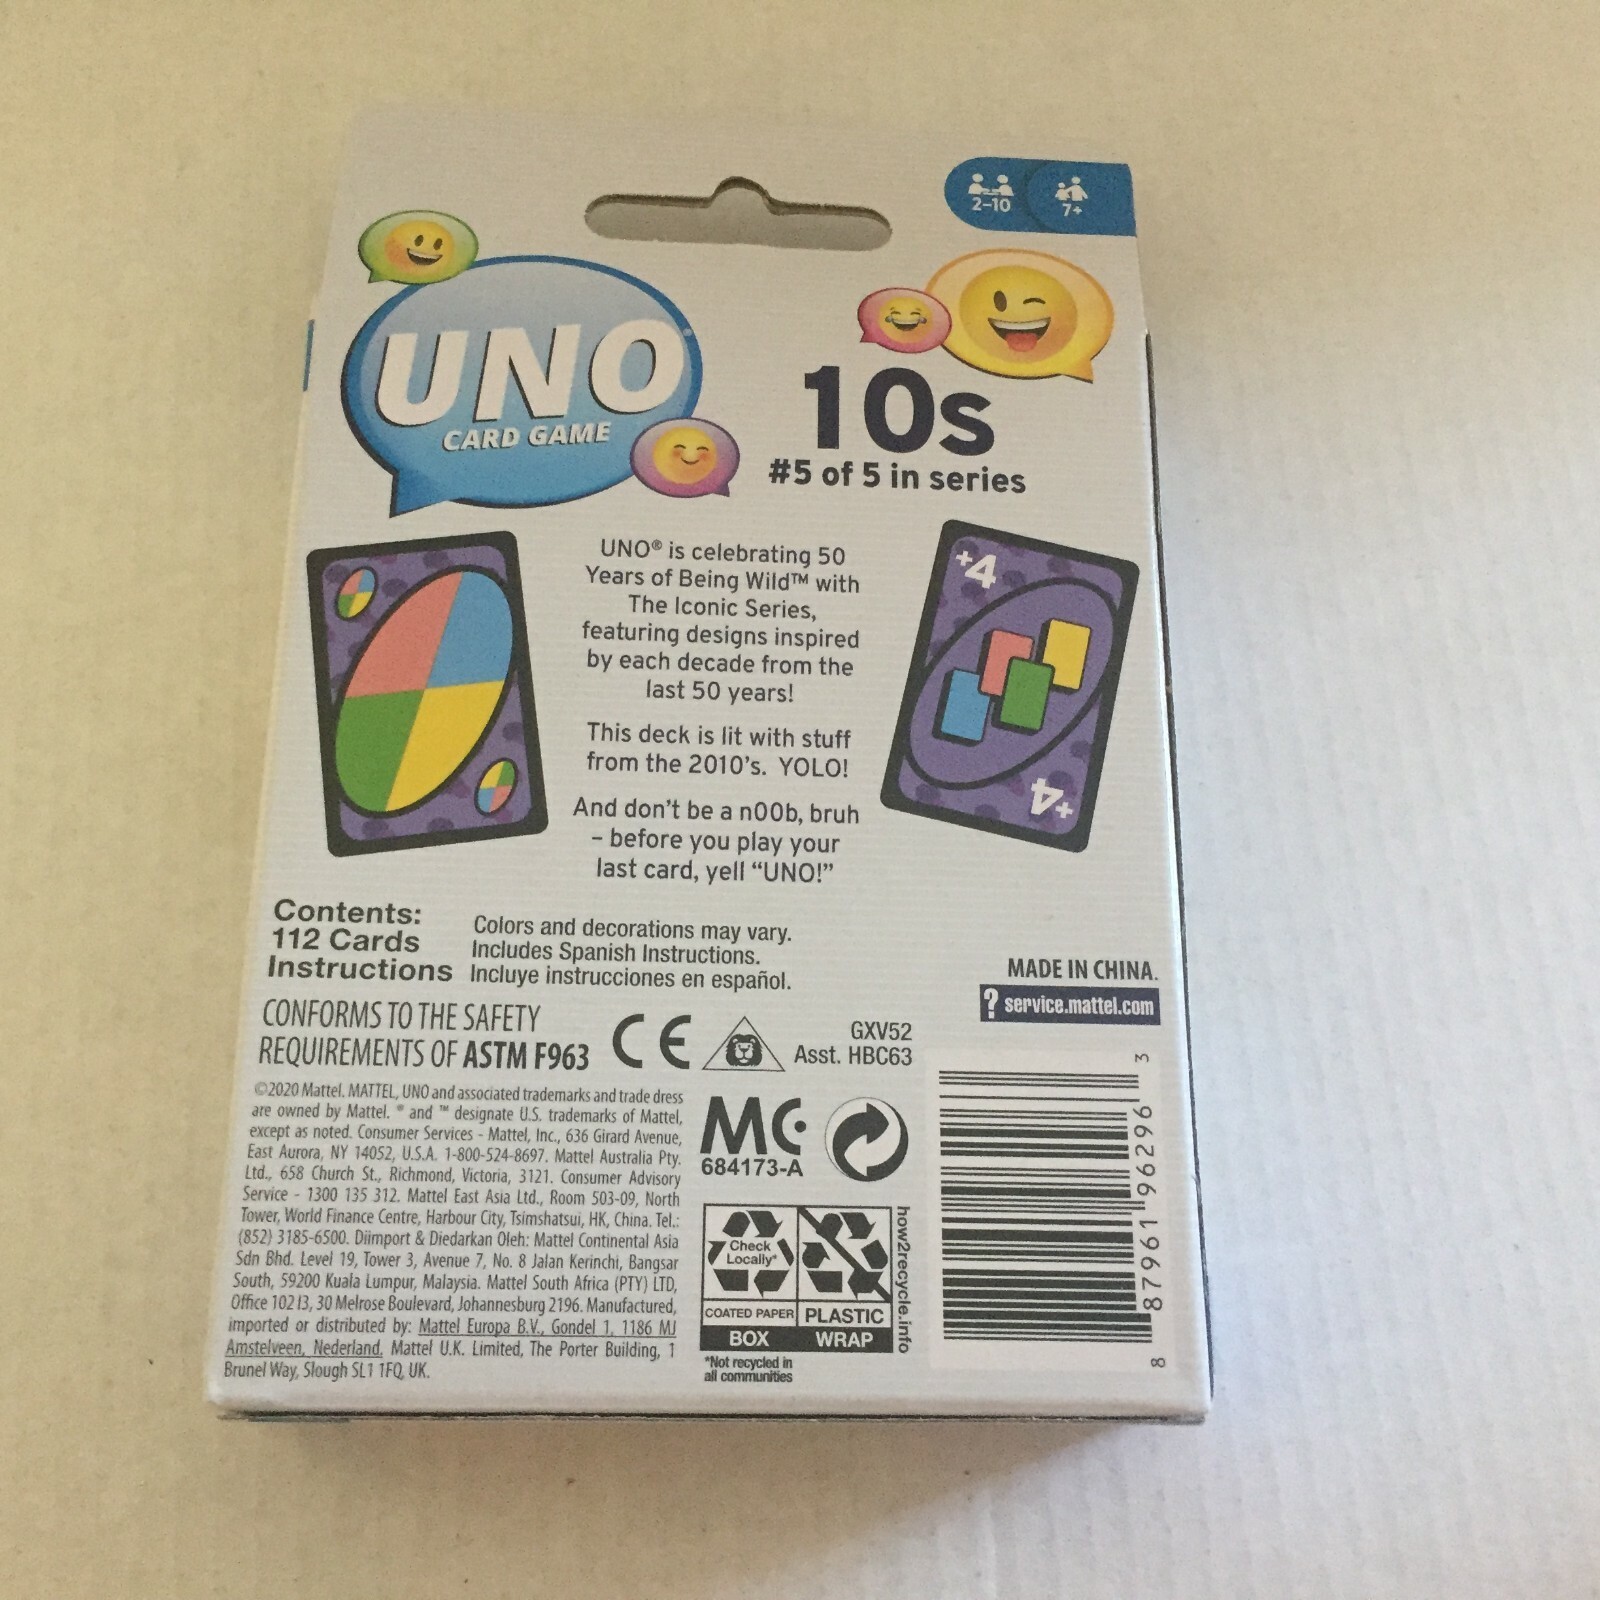 2-10
7+
UNO®
CARD GAME
10s
#5 of 5 in series
UNO® is celebrating 50
Years of Being Wild™ with
The Iconic Series,
featuring designs inspired
by each decade from the
last 50 years!
This deck is lit with stuff
from the 2010's. YOLO!
And don't be a n00b, bruh
– before you play your
last card, yell “UNO!”
+4
+4
Contents:
112 Cards
Instructions
Colors and decorations may vary.
Includes Spanish Instructions.
Incluye instrucciones en español.
MADE IN CHINA.
? service.mattel.com
CONFORMS TO THE SAFETY
REQUIREMENTS OF ASTM F963
CE
GXV52
Asst. HBC63
©2020 Mattel. MATTEL, UNO and associated trademarks and trade dress
are owned by Mattel. ® and ™ designate U.S. trademarks of Mattel,
except as noted. Consumer Services - Mattel, Inc., 636 Girard Avenue,
East Aurora, NY 14052, U.S.A. 1-800-524-8697. Mattel Australia Pty.
Ltd., 658 Church St., Richmond, Victoria, 3121. Consumer Advisory
Service - 1300 135 312. Mattel East Asia Ltd., Room 503-09, North
Tower, World Finance Centre, Harbour City, Tsimshatsui, HK, China. Tel.:
(852) 3185-6500. Diimport & Diedarkan Oleh: Mattel Continental Asia
Sdn Bhd. Level 19, Tower 3, Avenue 7, No. 8 Jalan Kerinchi, Bangsar
South, 59200 Kuala Lumpur, Malaysia. Mattel South Africa (PTY) LTD,
Office 102 I3, 30 Melrose Boulevard, Johannesburg 2196. Manufactured,
imported or distributed by: Mattel Europa B.V., Gondel 1, 1186 MJ
Amstelveen, Nederland. Mattel U.K. Limited, The Porter Building, 1
Brunel Way, Slough SL1 1FQ, UK.
MC
684173-A
Check
Locally*
COATED PAPER
BOX
PLASTIC
WRAP
how2recycle.info
*Not recycled in
all communities
8 87961 96296 3